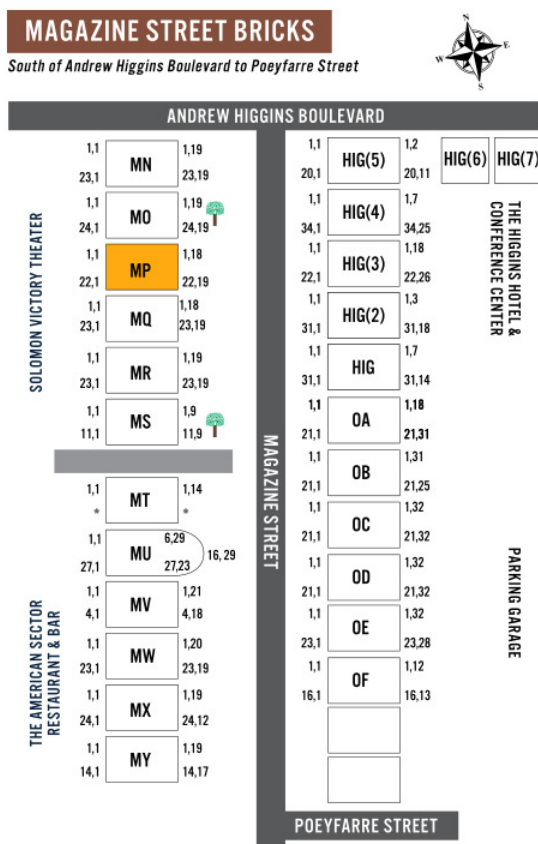 MAGAZINE STREET BRICKS
South of Andrew Higgins Boulevard to Poeyfarre Street
N
W E
S
ANDREW HIGGINS BOULEVARD
SOLOMON VICTORY THEATER
1,1 MN 1,19
23,1 23,19
1,1 MO 1,19
24,1 24,19
1,1 MP 1,18
22,1 22,19
1,1 MQ 1,18
23,1 23,19
1,1 MR 1,19
23,1 23,19
1,1 MS 1,9
11,1 11,9
THE AMERICAN SECTOR
RESTAURANT & BAR
1,1 MT 1,14
* *
1,1 MU 6,29
16, 29
27,1 27,23
1,1 MV 1,21
4,1 4,18
1,1 MW 1,20
23,1 23,19
1,1 MX 1,19
24,1 24,12
1,1 MY 1,19
14,1 14,17
MAGAZINE STREET
1,1 HIG(5) 1,2
20,1 20,11
HIG(6) HIG(7)
1,1 HIG(4) 1,7
34,1 34,25
1,1 HIG(3) 1,18
22,1 22,26
1,1 HIG(2) 1,3
31,1 31,18
1,1 HIG 1,7
31,1 31,14
1,1 OA 1,18
21,1 21,31
1,1 OB 1,31
21,1 21,25
1,1 OC 1,32
21,1 21,32
1,1 OD 1,32
21,1 21,32
1,1 OE 1,32
23,1 23,28
1,1 OF 1,12
16,1 16,13
THE HIGGINS HOTEL &
CONFERENCE CENTER
PARKING GARAGE
POEYFARRE STREET